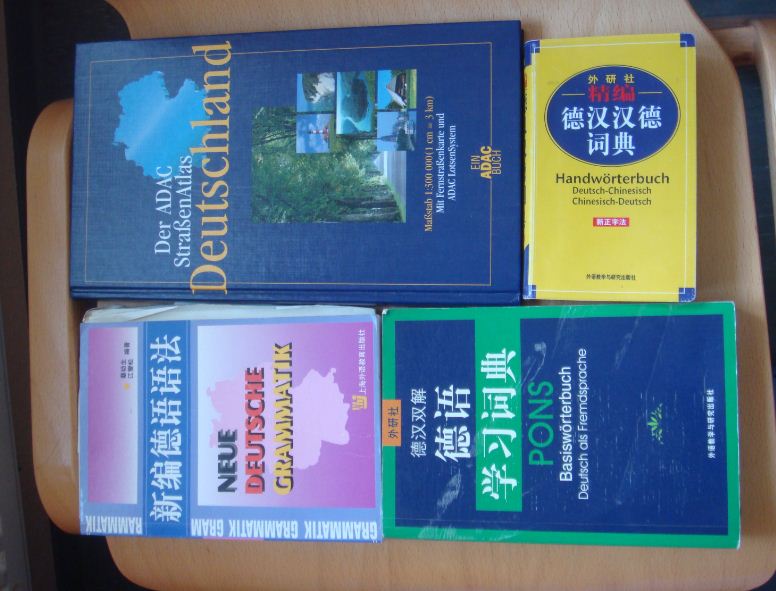 Der ADAC
StraßenAtlas
Deutschland
Maßstab 1:300 000 (1 cm = 3 km)
Mit Fernstraßenkarte und
ADAC LotsenSystem
EIN
ADAC
BUCH
外研社
精编
德汉汉德
词典
Handwörterbuch
Deutsch-Chinesisch
Chinesisch-Deutsch
新正字法
外语教学与研究出版社
编著
新编德语语法
NEUE
DEUTSCHE
GRAMMATIK
上海外语教育出版社
RAMMATIK GRAM
GRAMMATIK GRAMMATIK
外研社
德汉双解
德语
学习词典
PONS
Basiswörterbuch
Deutsch als Fremdsprache
外语教学与研究出版社